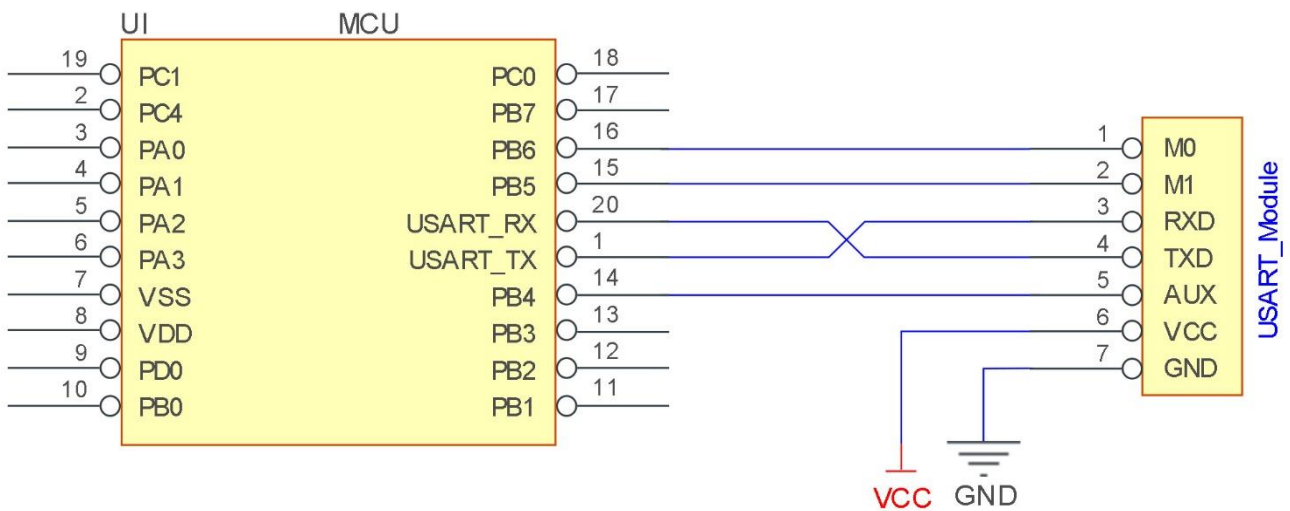 UI MCU
19 PC1 PC0 18
2 PC4 PB7 17
3 PA0 PB6 16 1 M0
4 PA1 PB5 15 2 M1
5 PA2 USART_RX 20 3 RXD
6 PA3 USART_TX 1 4 TXD
7 VSS PB4 14 5 AUX
8 VDD PB3 13 6 VCC
9 PD0 PB2 12 7 GND
10 PB0 PB1 11
USART_Module
VCC GND